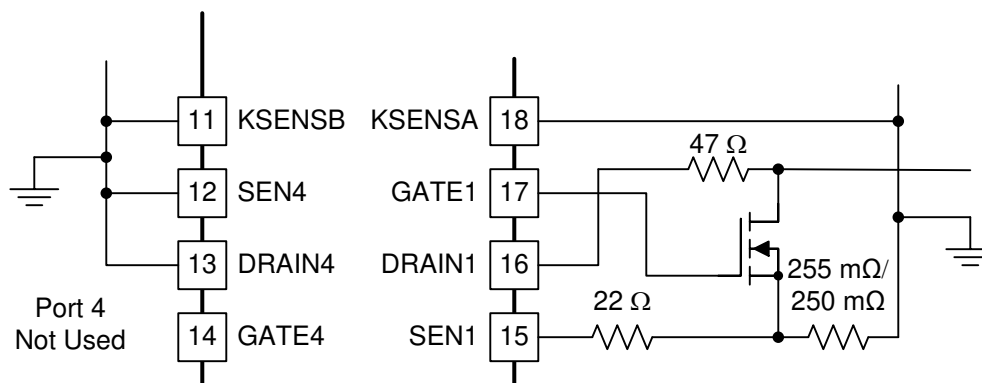 11 KSENSB KSENSA 18
47 Ω
12 SEN4 GATE1 17
13 DRAIN4 DRAIN1 16
255 mΩ/
250 mΩ
Port 4
Not Used
14 GATE4 SEN1 15
22 Ω